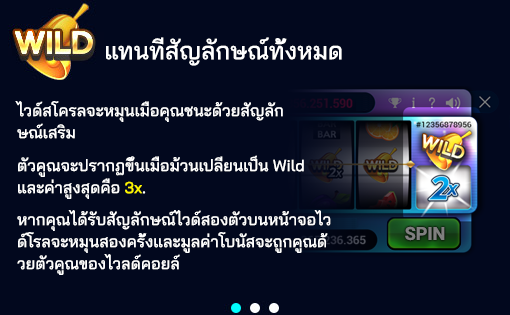 WILD
แทนที่สัญลักษณ์ทั้งหมด
ไวด์สโครลจะหมุนเมื่อคุณชนะด้วยสัญลัก
ษณ์เสริม
ตัวคูณจะปรากฏขึ้นเมื่อม้วนเปลี่ยนเป็น Wild
และค่าสูงสุดคือ 3x.
หากคุณได้รับสัญลักษณ์ไวด์สองตัวบนหน้าจอไว
ด์โรลจะหมุนสองครั้งและมูลค่าโบนัสจะถูกคูณด้
วยตัวคูณของไวลด์คอยล์
251,590
i ?
#12356878956
BAR
WILD
2x
WILD
WILD
2x
236.365
SPIN